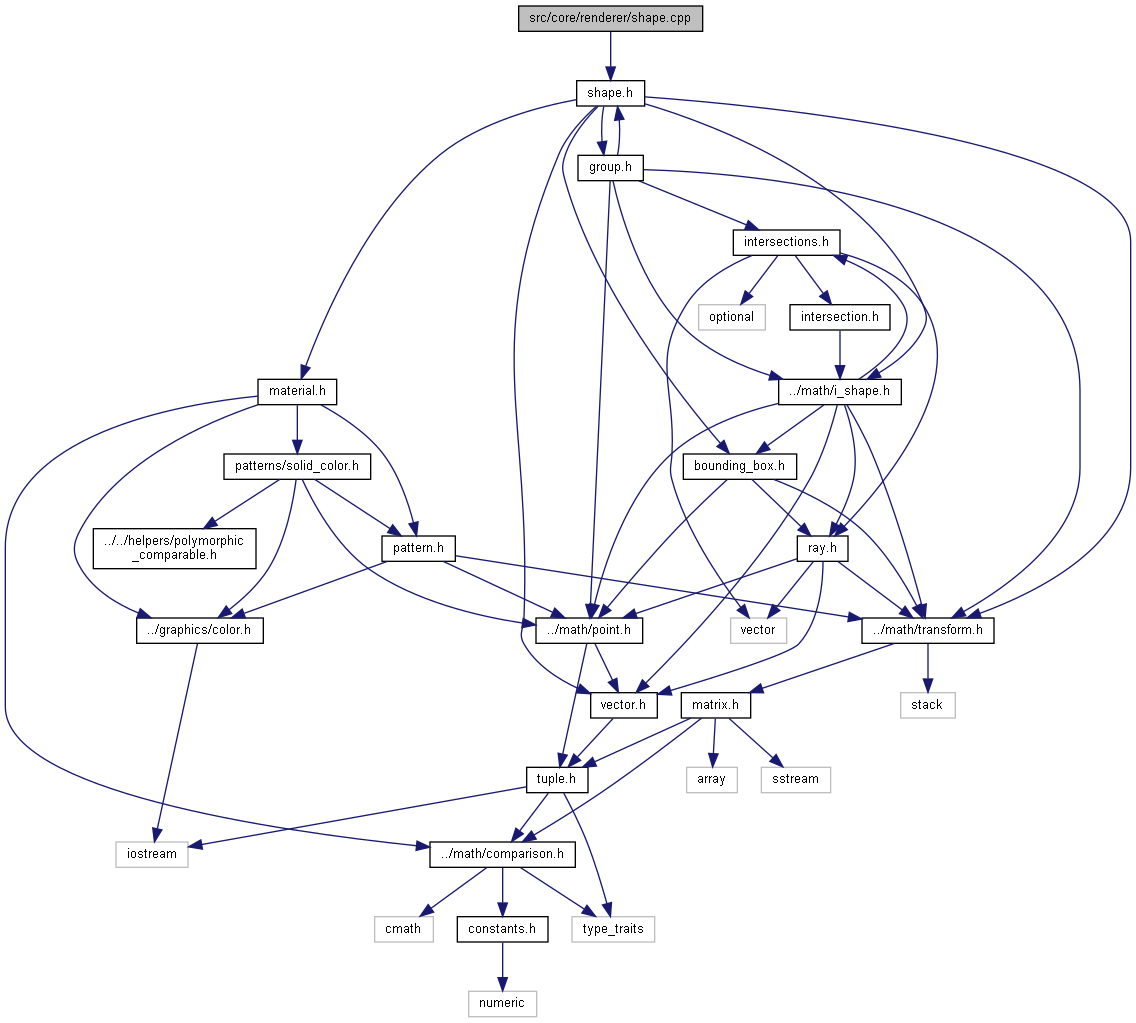 src/core/renderer/shape.cpp
shape.h
group.h
intersections.h
optional
intersection.h
material.h
../math/i_shape.h
patterns/solid_color.h
bounding_box.h
../../helpers/polymorphic
_comparable.h
pattern.h
ray.h
../graphics/color.h
../math/point.h
vector
../math/transform.h
vector.h
matrix.h
stack
tuple.h
array
sstream
iostream
../math/comparison.h
cmath
constants.h
type_traits
numeric